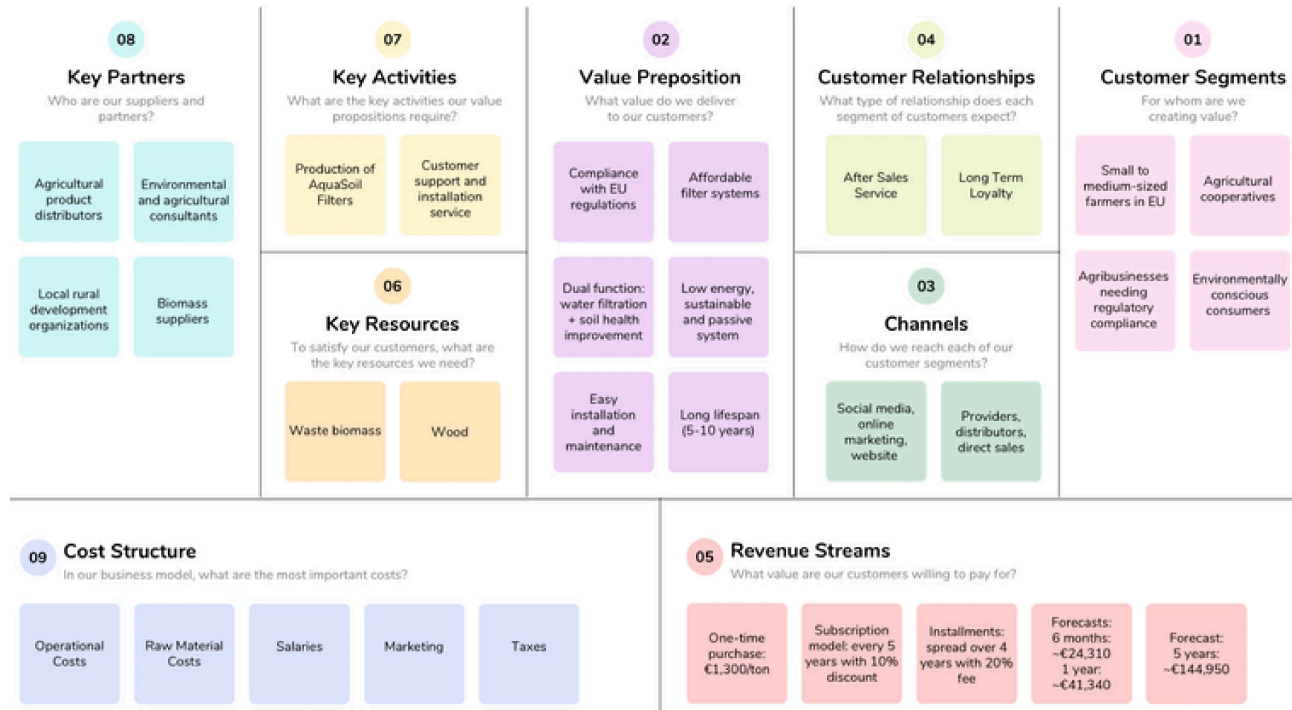 08
Key Partners
Who are our suppliers and
partners?
Agricultural
product
distributors
Environmental
and agricultural
consultants
Local rural
development
organizations
Biomass
suppliers
07
Key Activities
What are the key activities our value
propositions require?
Production of
AquaSoil
Filters
Customer
support and
installation
service
06
Key Resources
To satisfy our customers, what are
the key resources we need?
Waste biomass
Wood
02
Value Preposition
What value do we deliver
to our customers?
Compliance
with EU
regulations
Affordable
filter systems
Dual function:
water filtration
+ soil health
improvement
Low energy,
sustainable
and passive
system
Easy
installation
and
maintenance
Long lifespan
(5-10 years)
04
Customer Relationships
What type of relationship does each
segment of customers expect?
After Sales
Service
Long Term
Loyalty
03
Channels
How do we reach each of our
customer segments?
Social media,
online
marketing,
website
Providers,
distributors,
direct sales
01
Customer Segments
For whom are we
creating value?
Small to
medium-sized
farmers in EU
Agricultural
cooperatives
Agribusinesses
needing
regulatory
compliance
Environmentally
conscious
consumers
09
Cost Structure
In our business model, what are the most important costs?
Operational
Costs
Raw Material
Costs
Salaries
Marketing
Taxes
05
Revenue Streams
What value are our customers willing to pay for?
One-time
purchase:
€1,300/ton
Subscription
model: every 5
years with 10%
discount
Installments:
spread over 4
years with 20%
fee
Forecasts:
6 months:
~€24,310
1 year:
~€41,340
Forecast:
5 years:
~€144,950